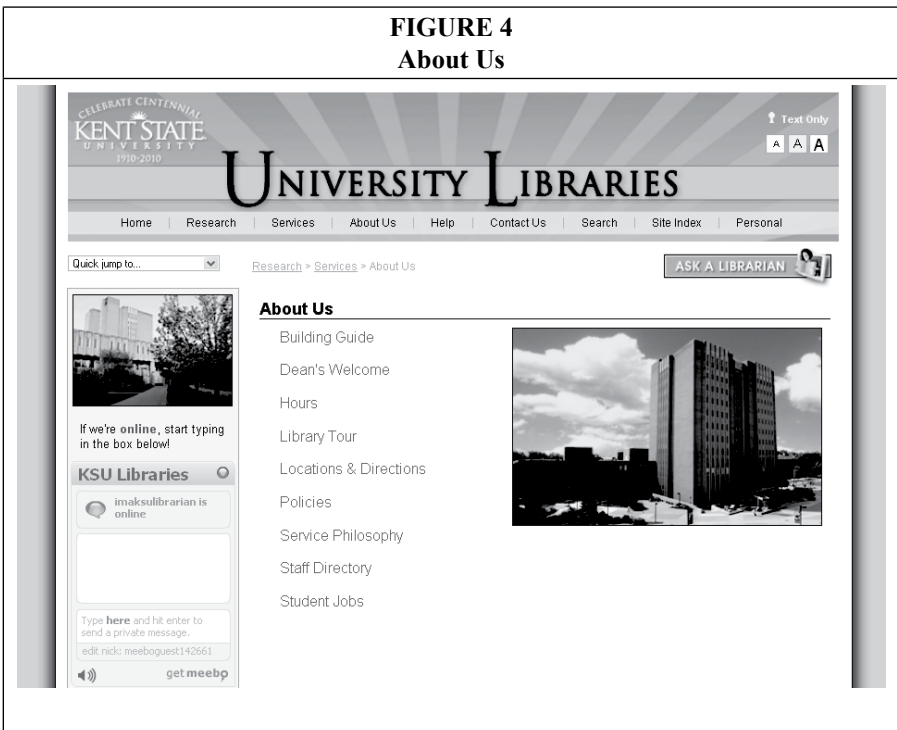 FIGURE 4
About Us
CELEBRATE CENTENNIAL
KENT STATE
UNIVERSITY
1910-2010
Text Only
A A A
UNIVERSITY LIBRARIES
Home | Research | Services | About Us | Help | Contact Us | Search | Site Index | Personal
Quick jump to...
Research > Services > About Us
ASK A LIBRARIAN
About Us
Building Guide
Dean's Welcome
Hours
Library Tour
Locations & Directions
Policies
Service Philosophy
Staff Directory
Student Jobs
If we're online, start typing
in the box below!
KSU Libraries
imaksulibrarian is
online
Type here and hit enter to
send a private message.
edit nick: meeboguest142661
get meebo